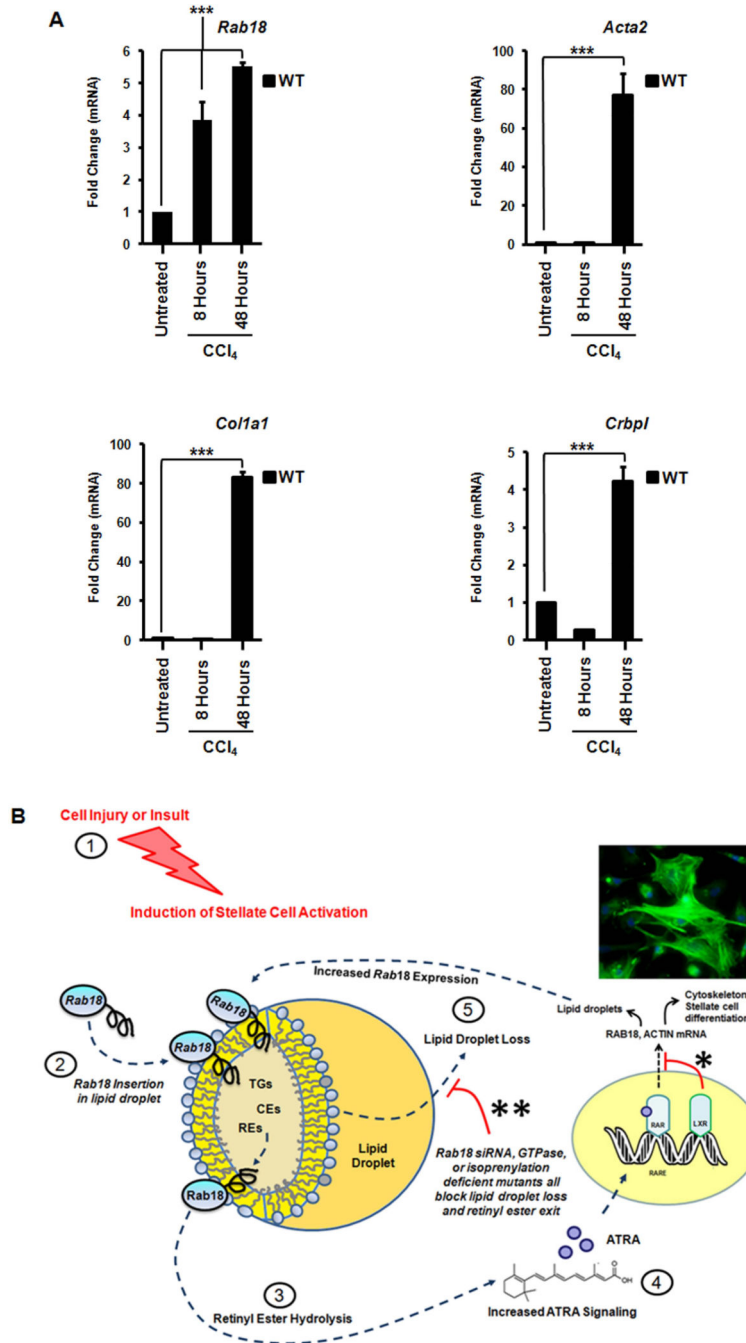 A
***
Rab18
Fold Change (mRNA)
6
5
4
3
2
1
0
WT
Untreated
8 Hours
48 Hours
CCl4
Acta2
***
Fold Change (mRNA)
100
80
60
40
20
0
WT
Untreated
8 Hours
48 Hours
CCl4
Col1a1
***
Fold Change (mRNA)
100
80
60
40
20
0
WT
Untreated
8 Hours
48 Hours
CCl4
CrbpI
***
Fold Change (mRNA)
5
4
3
2
1
0
WT
Untreated
8 Hours
48 Hours
CCl4
B
Cell Injury or Insult
1
Induction of Stellate Cell Activation
Increased Rab18 Expression
Lipid droplets
Cytoskeleton
Stellate cell
differentiation
RAB18, ACTIN mRNA
*
Rab18
Rab18
Rab18
2
Rab18 Insertion
in lipid droplet
5
Lipid Droplet Loss
TGs
CEs
REs
Lipid
Droplet
**
RAR
LXR
RARE
Rab18 siRNA, GTPase,
or isoprenylation
deficient mutants all
block lipid droplet loss
and retinyl ester exit
Rab18
ATRA
O
OH
4
3
Retinyl Ester Hydrolysis
Increased ATRA Signaling